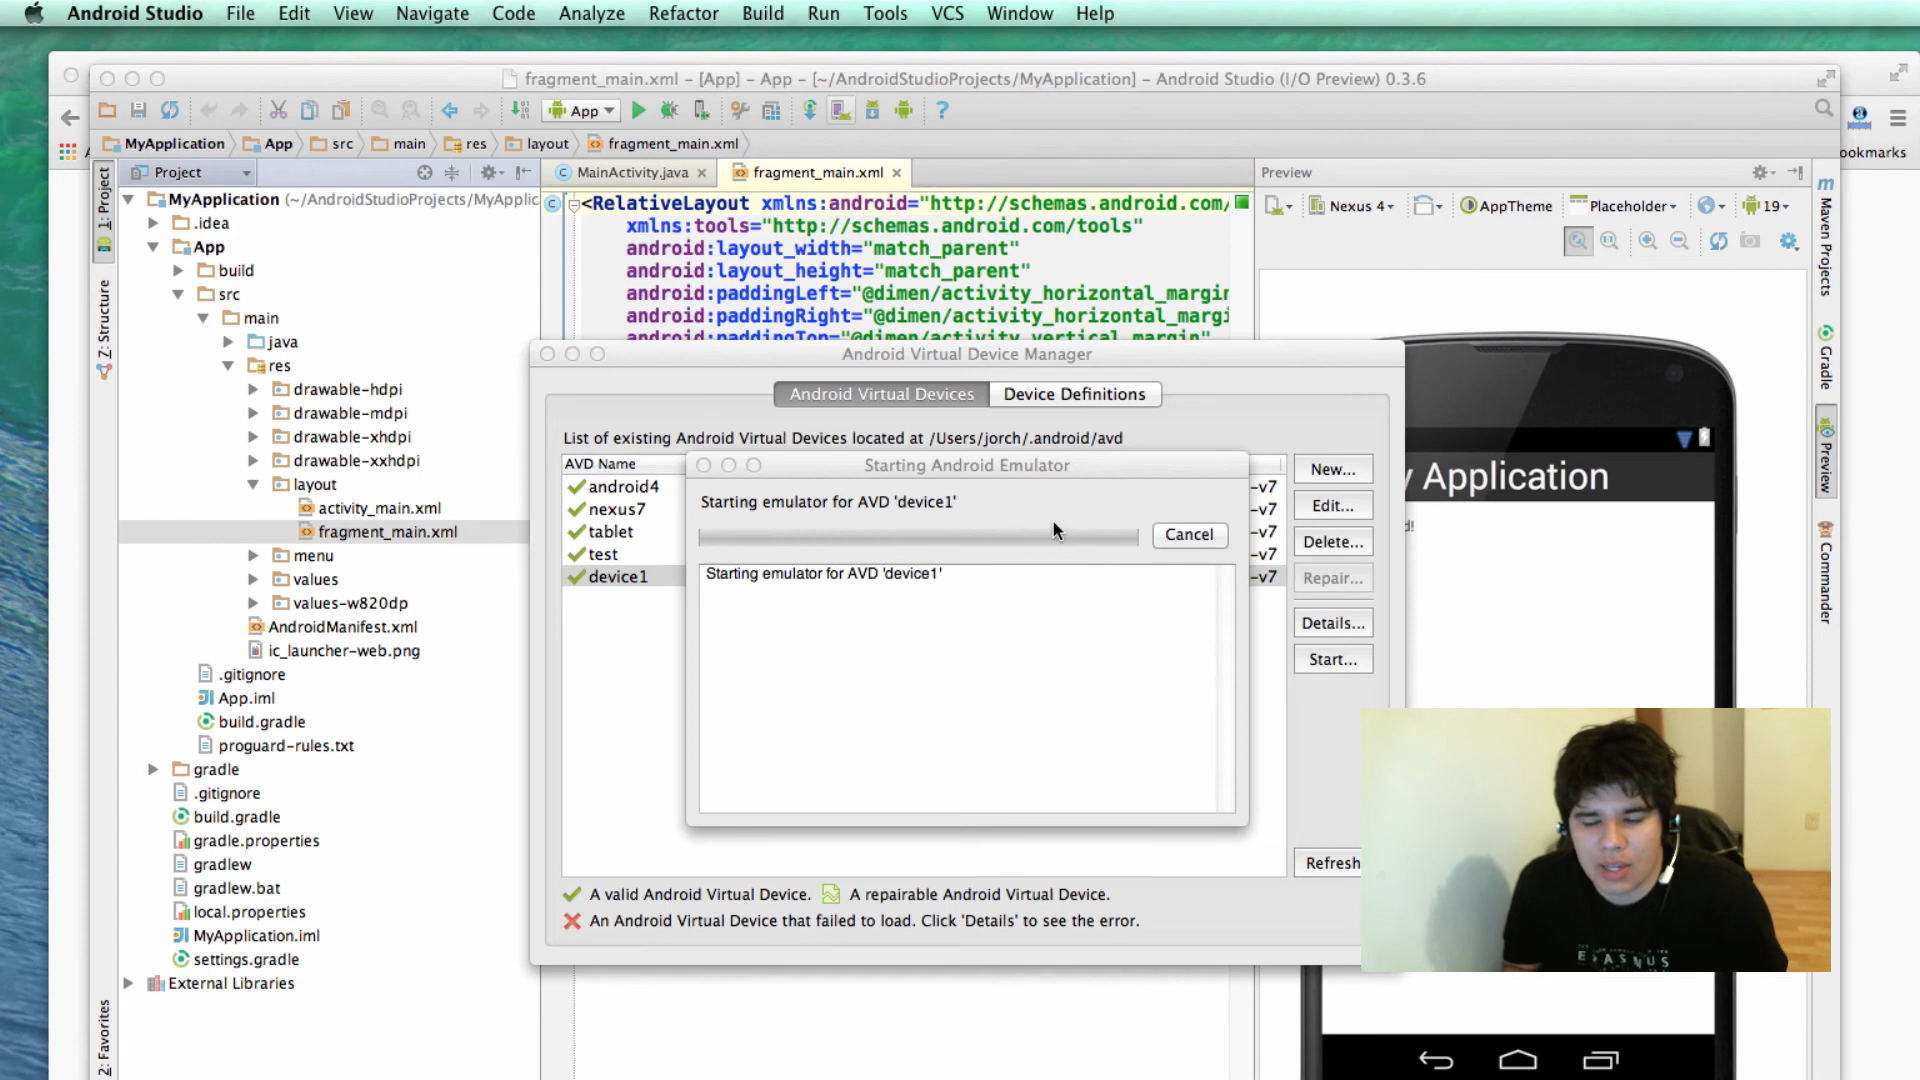 Android Studio File Edit View Navigate Code Analyze Refactor Build Run Tools VCS Window Help
fragment_main.xml - [App] - App - [~/AndroidStudioProjects/MyApplication] - Android Studio (I/O Preview) 0.3.6
App
MyApplication App src main res layout fragment_main.xml
ookmarks
1: Project
Z: Structure
2: Favorites
Project
MyApplication (~/AndroidStudioProjects/MyApplic
.idea
App
build
src
main
java
res
drawable-hdpi
drawable-mdpi
drawable-xhdpi
drawable-xxhdpi
layout
activity_main.xml
fragment_main.xml
menu
values
values-w820dp
AndroidManifest.xml
ic_launcher-web.png
.gitignore
App.iml
build.gradle
proguard-rules.txt
gradle
.gitignore
build.gradle
gradle.properties
gradlew
gradlew.bat
local.properties
MyApplication.iml
settings.gradle
External Libraries
MainActivity.java fragment_main.xml
<RelativeLayout xmlns:android="http://schemas.android.com/
xmlns:tools="http://schemas.android.com/tools"
android:layout_width="match_parent"
android:layout_height="match_parent"
android:paddingLeft="@dimen/activity_horizontal_margin
android:paddingRight="@dimen/activity_horizontal_margi
android:paddingTop="@dimen/activity_vertical_margin"
Android Virtual Device Manager
Android Virtual Devices Device Definitions
List of existing Android Virtual Devices located at /Users/jorch/.android/avd
AVD Name
android4 -v7
nexus7 -v7
tablet -v7
test -v7
device1 -v7
New...
Edit...
Delete...
Repair...
Details...
Start...
Refresh
Starting Android Emulator
Starting emulator for AVD 'device1'
Cancel
Starting emulator for AVD 'device1'
A valid Android Virtual Device. A repairable Android Virtual Device.
An Android Virtual Device that failed to load. Click 'Details' to see the error.
Preview
Nexus 4 AppTheme Placeholder 19
y Application
d!
m Maven Projects
Gradle
Preview
Commander
ERASMUS